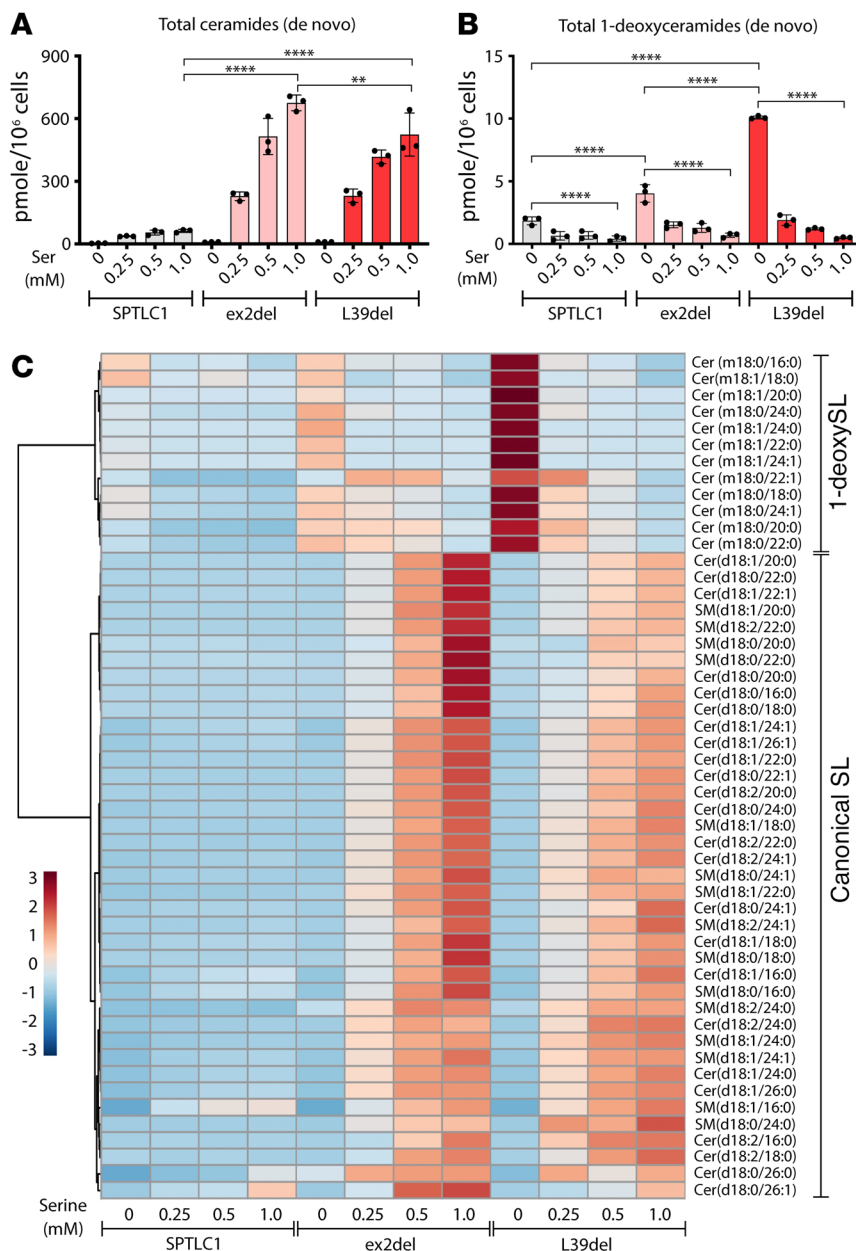 A
Total ceramides (de novo)
pmole/10⁶ cells
900
600
300
0
****
****
**
Ser
(mM)
0 0.25 0.5 1.0 0 0.25 0.5 1.0 0 0.25 0.5 1.0
SPTLC1 ex2del L39del
B
Total 1-deoxyceramides (de novo)
pmole/10⁶ cells
15
10
5
0
****
****
****
****
****
****
Ser
(mM)
0 0.25 0.5 1.0 0 0.25 0.5 1.0 0 0.25 0.5 1.0
SPTLC1 ex2del L39del
C
Cer (m18:0/16:0)
Cer(m18:1/18:0)
Cer (m18:1/20:0)
Cer (m18:0/24:0)
Cer (m18:1/24:0)
Cer (m18:1/22:0)
Cer (m18:1/24:1)
Cer (m18:0/22:1)
Cer (m18:0/18:0)
Cer (m18:0/24:1)
Cer (m18:0/20:0)
Cer (m18:0/22:0)
1-deoxySL
Cer(d18:1/20:0)
Cer(d18:0/22:0)
Cer(d18:1/22:1)
SM(d18:1/20:0)
SM(d18:2/22:0)
SM(d18:0/20:0)
SM(d18:0/22:0)
Cer(d18:0/20:0)
Cer(d18:0/16:0)
Cer(d18:0/18:0)
Cer(d18:1/24:1)
Cer(d18:1/26:1)
Cer(d18:1/22:0)
Cer(d18:0/22:1)
Cer(d18:2/20:0)
Cer(d18:0/24:0)
SM(d18:1/18:0)
Cer(d18:2/22:0)
Cer(d18:2/24:1)
SM(d18:0/24:1)
SM(d18:1/22:0)
Cer(d18:0/24:1)
SM(d18:2/24:1)
Cer(d18:1/18:0)
SM(d18:0/18:0)
Cer(d18:1/16:0)
SM(d18:0/16:0)
SM(d18:2/24:0)
Cer(d18:2/24:0)
SM(d18:1/24:0)
SM(d18:1/24:1)
Cer(d18:1/24:0)
Cer(d18:1/26:0)
SM(d18:1/16:0)
SM(d18:0/24:0)
Cer(d18:2/16:0)
Cer(d18:2/18:0)
Cer(d18:0/26:0)
Cer(d18:0/26:1)
Canonical SL
3
2
1
0
-1
-2
-3
Serine
(mM)
0 0.25 0.5 1.0 0 0.25 0.5 1.0 0 0.25 0.5 1.0
SPTLC1 ex2del L39del